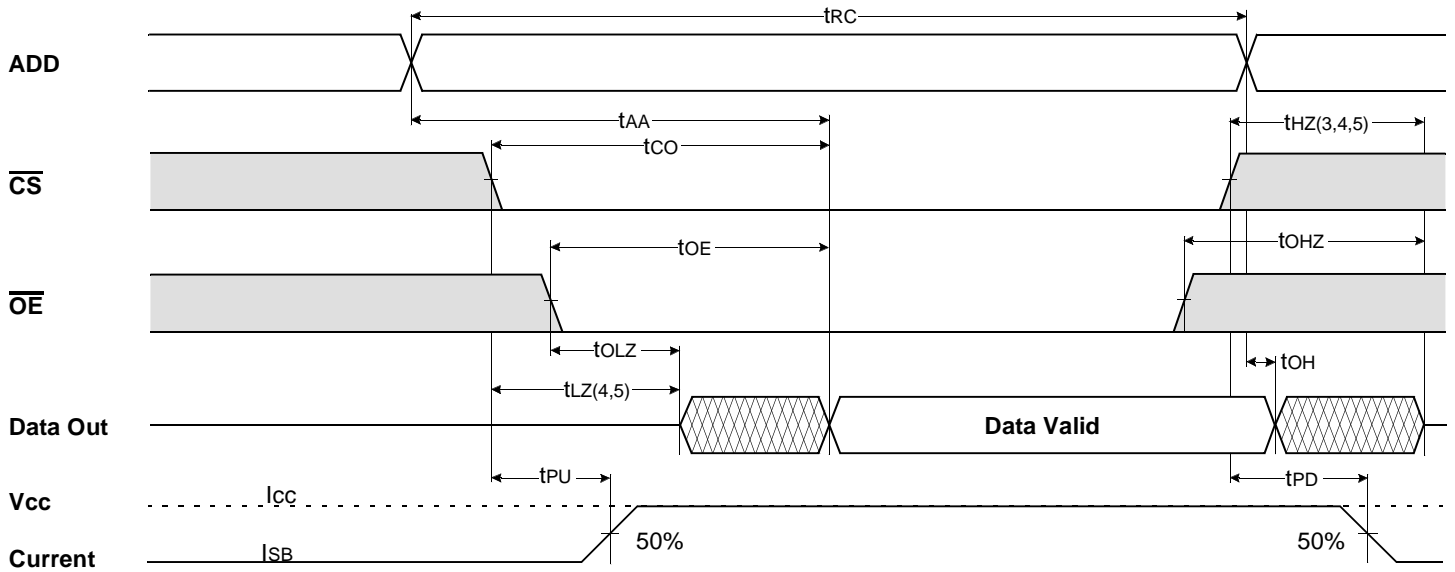 tRC
ADD
tAA
tHZ(3,4,5)
tCO
CS
tOE
tOHZ
OE
tOLZ
tOH
tLZ(4,5)
Data Out
Data Valid
tPU
tPD
Vcc
ICC
50%
50%
Current
ISB